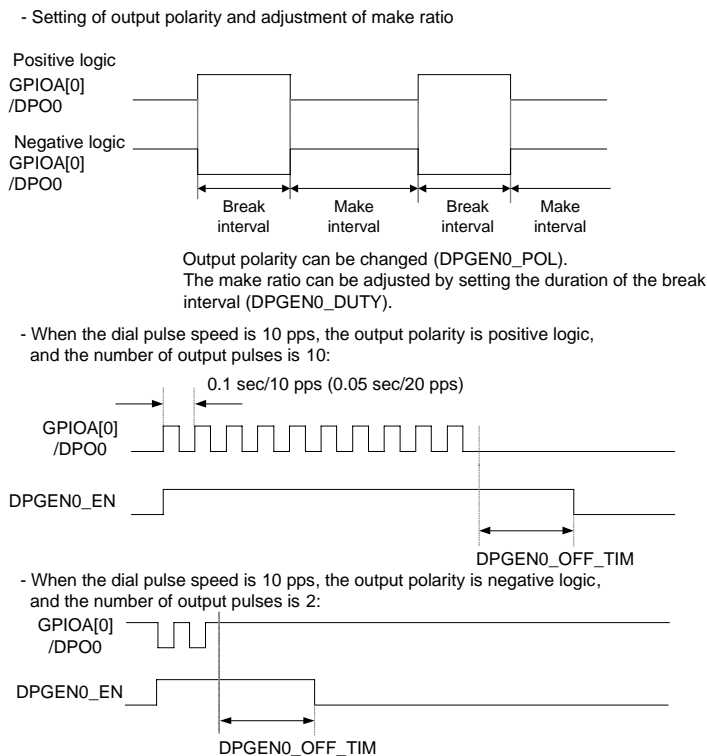 - Setting of output polarity and adjustment of make ratio
Positive logic
GPIOA[0]
/DPO0
Negative logic
GPIOA[0]
/DPO0
Break
interval
Make
interval
Break
interval
Make
interval
Output polarity can be changed (DPGEN0_POL).
The make ratio can be adjusted by setting the duration of the break
interval (DPGEN0_DUTY).
- When the dial pulse speed is 10 pps, the output polarity is positive logic,
and the number of output pulses is 10:
0.1 sec/10 pps (0.05 sec/20 pps)
GPIOA[0]
/DPO0
DPGEN0_EN
DPGEN0_OFF_TIM
- When the dial pulse speed is 10 pps, the output polarity is negative logic,
and the number of output pulses is 2:
GPIOA[0]
/DPO0
DPGEN0_EN
DPGEN0_OFF_TIM